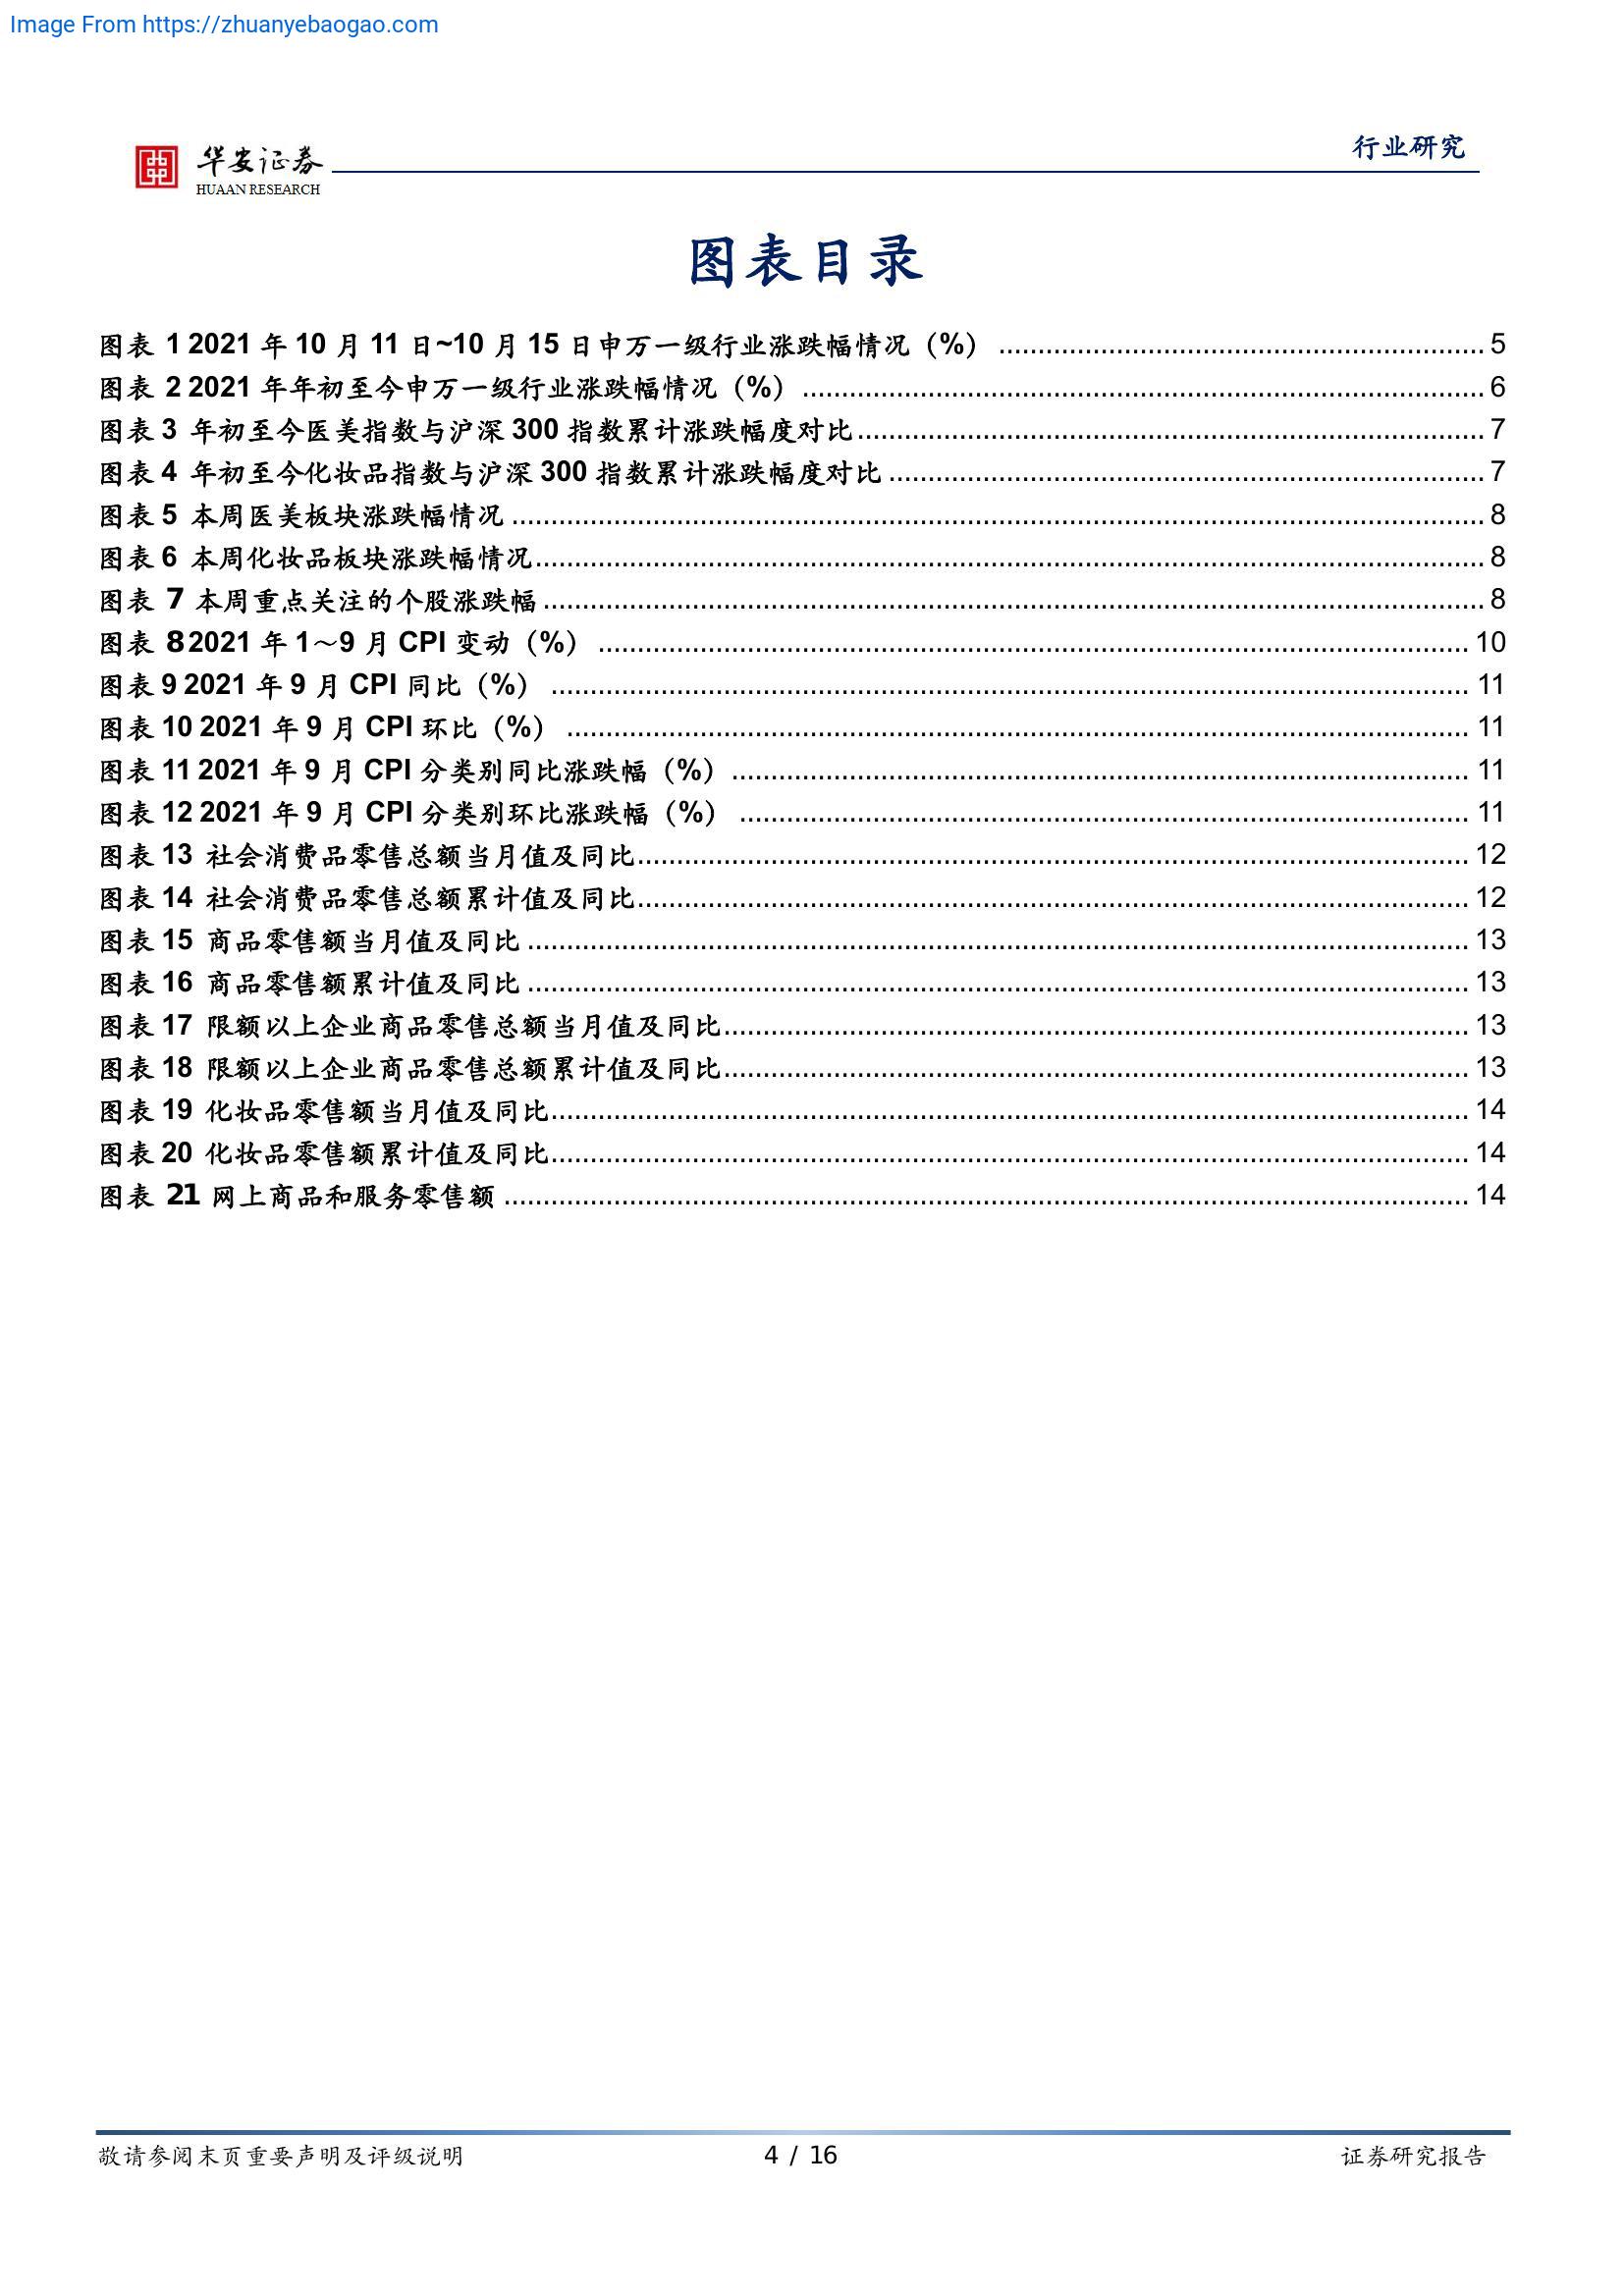 Image From https://zhuanyebaogao.com
华安证券
HUAAN RESEARCH
行业研究
图表目录
图表 1 2021 年 10 月 11 日~10 月 15 日申万一级行业涨跌幅情况（%） ........ 5
图表 2 2021 年年初至今申万一级行业涨跌幅情况（%） ........ 6
图表 3 年初至今医美指数与沪深 300 指数累计涨跌幅度对比 ........ 7
图表 4 年初至今化妆品指数与沪深 300 指数累计涨跌幅度对比 ........ 7
图表 5 本周医美板块涨跌幅情况 ........ 8
图表 6 本周化妆品板块涨跌幅情况 ........ 8
图表 7 本周重点关注的个股涨跌幅 ........ 8
图表 8 2021 年 1～9 月 CPI 变动（%） ........ 10
图表 9 2021 年 9 月 CPI 同比（%） ........ 11
图表 10 2021 年 9 月 CPI 环比（%） ........ 11
图表 11 2021 年 9 月 CPI 分类别同比涨跌幅（%） ........ 11
图表 12 2021 年 9 月 CPI 分类别环比涨跌幅（%） ........ 11
图表 13 社会消费品零售总额当月值及同比 ........ 12
图表 14 社会消费品零售总额累计值及同比 ........ 12
图表 15 商品零售额当月值及同比 ........ 13
图表 16 商品零售额累计值及同比 ........ 13
图表 17 限额以上企业商品零售总额当月值及同比 ........ 13
图表 18 限额以上企业商品零售总额累计值及同比 ........ 13
图表 19 化妆品零售额当月值及同比 ........ 14
图表 20 化妆品零售额累计值及同比 ........ 14
图表 21 网上商品和服务零售额 ........ 14
敬请参阅末页重要声明及评级说明 4 / 16 证券研究报告